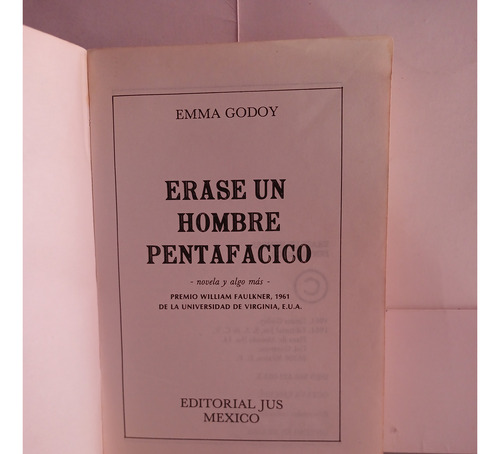 EMMA GODOY
ERASE UN
HOMBRE
PENTAFACICO
- novela y algo más -
PREMIO WILLIAM FAULKNER, 1961
DE LA UNIVERSIDAD DE VIRGINIA, E.U.A.
EDITORIAL JUS
MEXICO